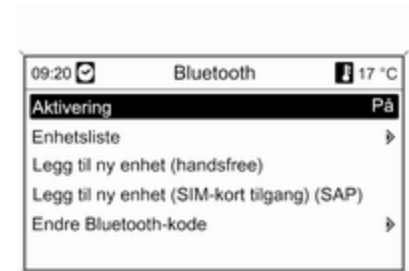 09:20 Bluetooth 17 °C
Aktivering På
Enhetsliste
Legg til ny enhet (handsfree)
Legg til ny enhet (SIM-kort tilgang) (SAP)
Endre Bluetooth-kode